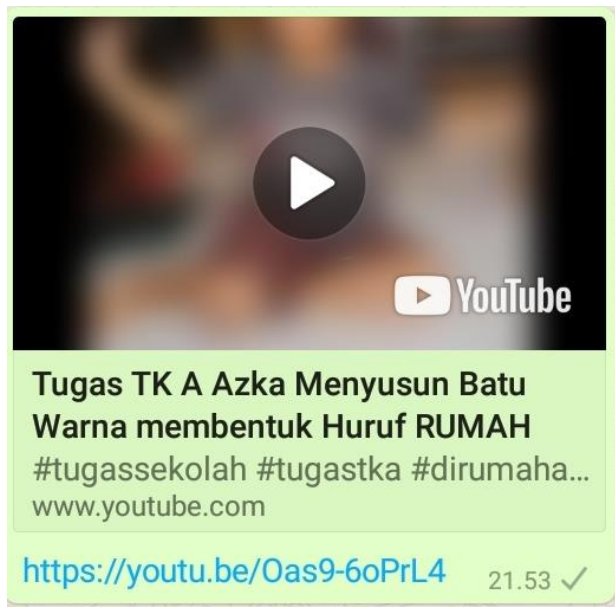 YouTube
Tugas TK A Azka Menyusun Batu
Warna membentuk Huruf RUMAH
#tugassekolah #tugastka #dirumaha...
www.youtube.com
https://youtu.be/Oas9-6oPrL4
21.53